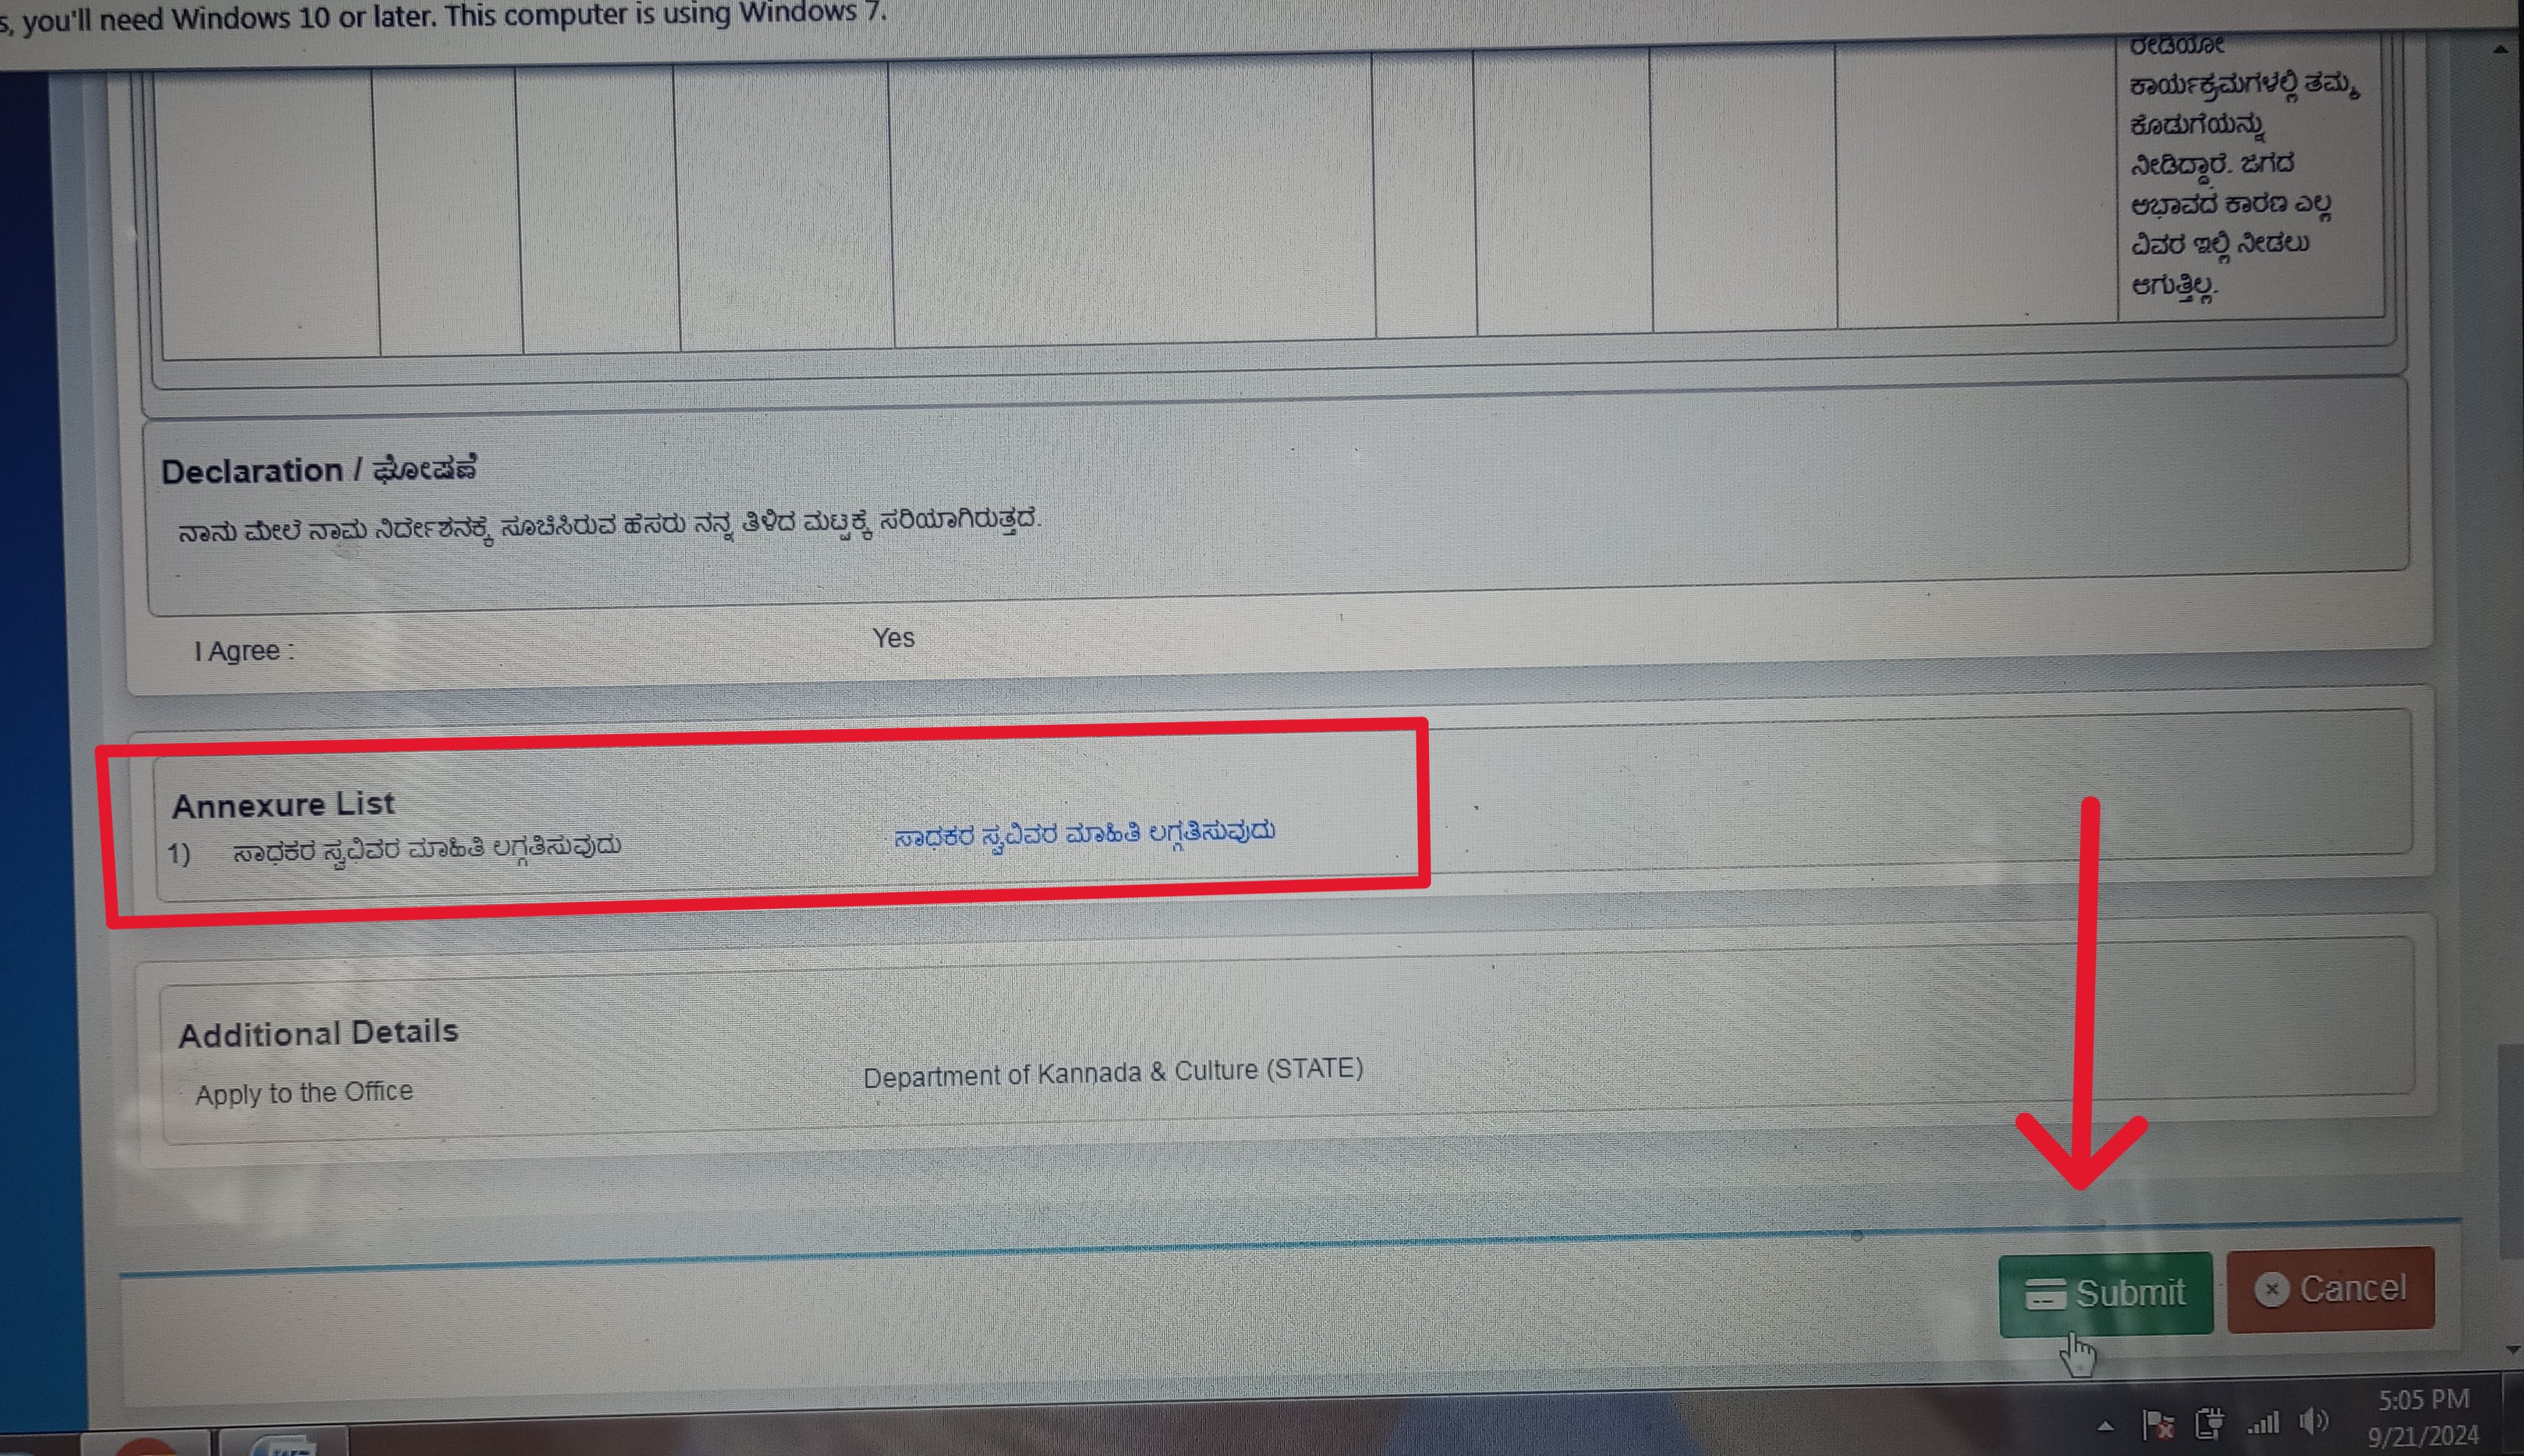 s, you'll need Windows 10 or later. This computer is using Windows 7.
ರೇಡಿಯೋ
ಕಾರ್ಯಕ್ರಮಗಳಲ್ಲಿ ತಮ್ಮ
ಕೊಡುಗೆಯನ್ನು
ನೀಡಿದ್ದಾರೆ. ಜಗದ
ಅಭಾವದ ಕಾರಣ ಎಲ್ಲ
ವಿವರ ಇಲ್ಲಿ ನೀಡಲು
ಆಗುತ್ತಿಲ್ಲ.
Declaration / ಘೋಷಣೆ
ನಾನು ಮೇಲೆ ನಾಮ ನಿರ್ದೇಶನಕ್ಕೆ ಸೂಚಿಸಿರುವ ಹೆಸರು ನನ್ನ ತಿಳಿದ ಮಟ್ಟಕ್ಕೆ ಸರಿಯಾಗಿರುತ್ತದೆ.
I Agree : Yes
Annexure List
1) ಸಾಧಕರ ಸ್ವವಿವರ ಮಾಹಿತಿ ಲಗ್ಗತಿಸುವುದು ಸಾಧಕರ ಸ್ವವಿವರ ಮಾಹಿತಿ ಲಗ್ಗತಿಸುವುದು
Additional Details
Apply to the Office Department of Kannada & Culture (STATE)
Submit Cancel
5:05 PM
9/21/2024